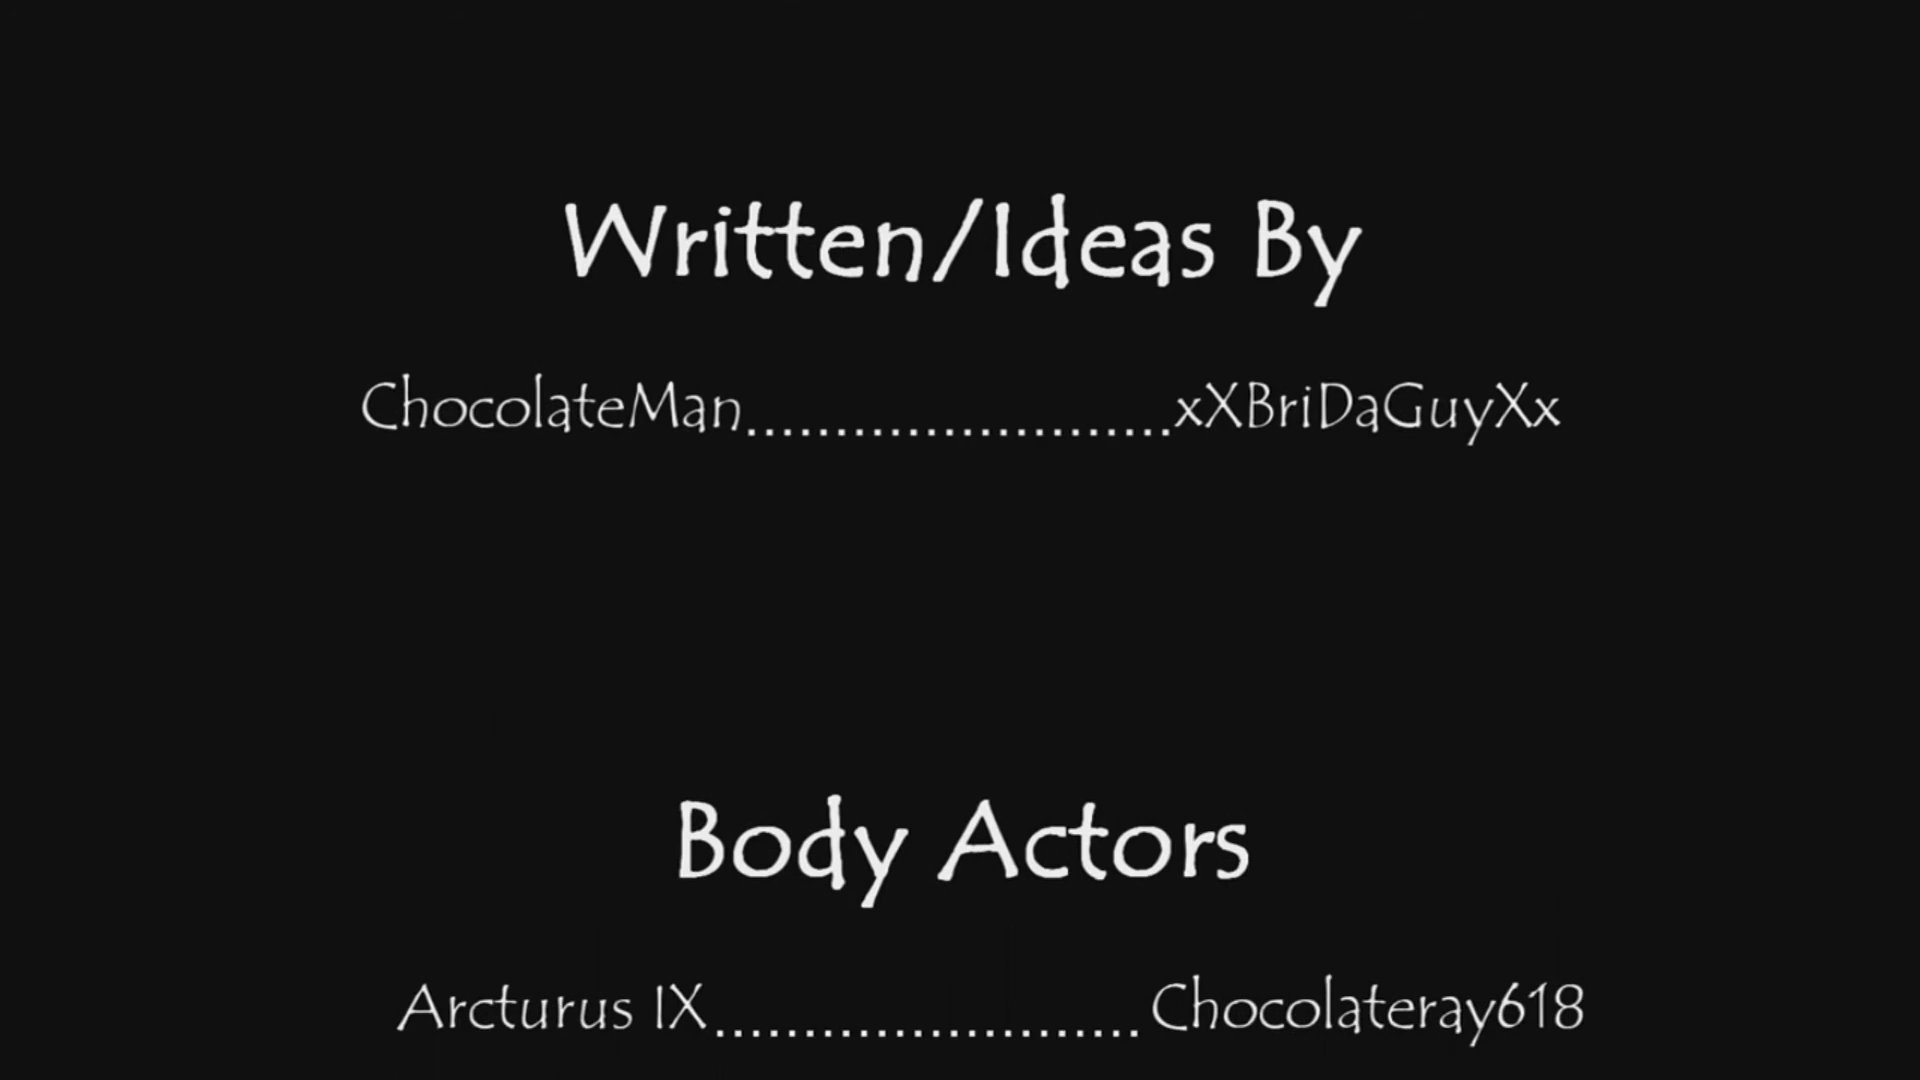 Written/Ideas By
ChocolateMan........................xXBriDaGuyXx
Body Actors
Arcturus IX........................Chocolateray618